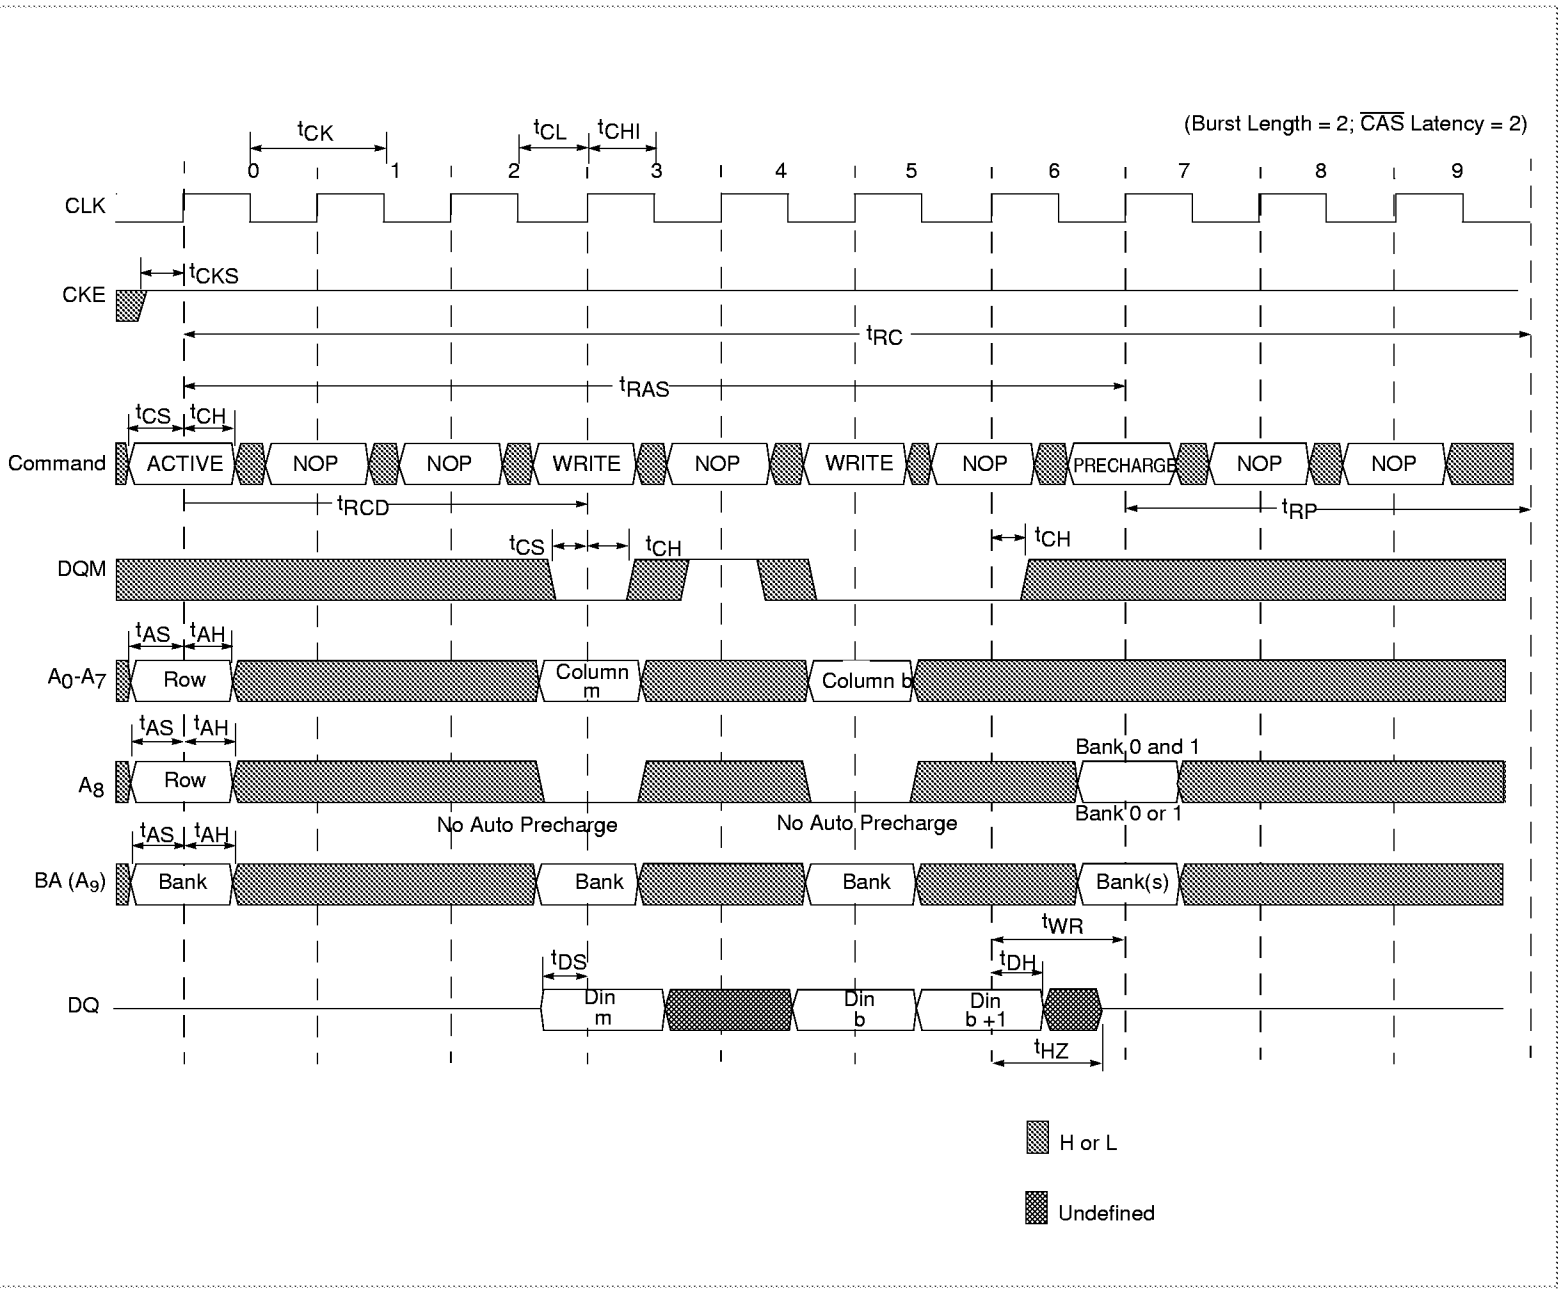 tCK
tCL
tCHI
(Burst Length = 2; CAS Latency = 2)
0 1 2 3 4 5 6 7 8 9
CLK
tCKS
CKE
tRC
tRAS
tCS tCH
Command ACTIVE NOP NOP WRITE NOP WRITE NOP PRECHARGE NOP NOP
tRCD
tRP
tCS tCH tCH
DQM
tAS tAH
A0-A7 Row Column m Column b
tAS tAH
Bank 0 and 1
A8 Row
Bank 0 or 1
No Auto Precharge No Auto Precharge
tAS tAH
BA (A9) Bank Bank Bank Bank(s)
tWR
tDS tDH
DQ Din m Din b Din b +1
tHZ
H or L
Undefined